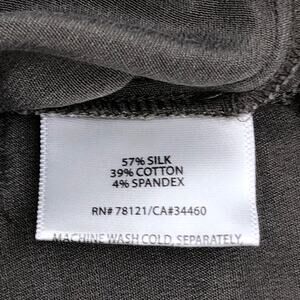 57% SILK
39% COTTON
4% SPANDEX
RN# 78121/CA#34460
MACHINE WASH COLD, SEPARATELY